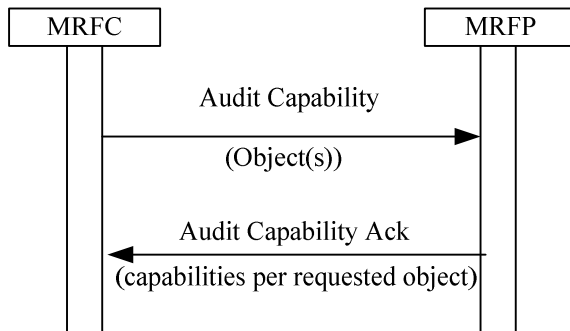 MRFC
MRFP
Audit Capability
(Object(s))
Audit Capability Ack
(capabilities per requested object)